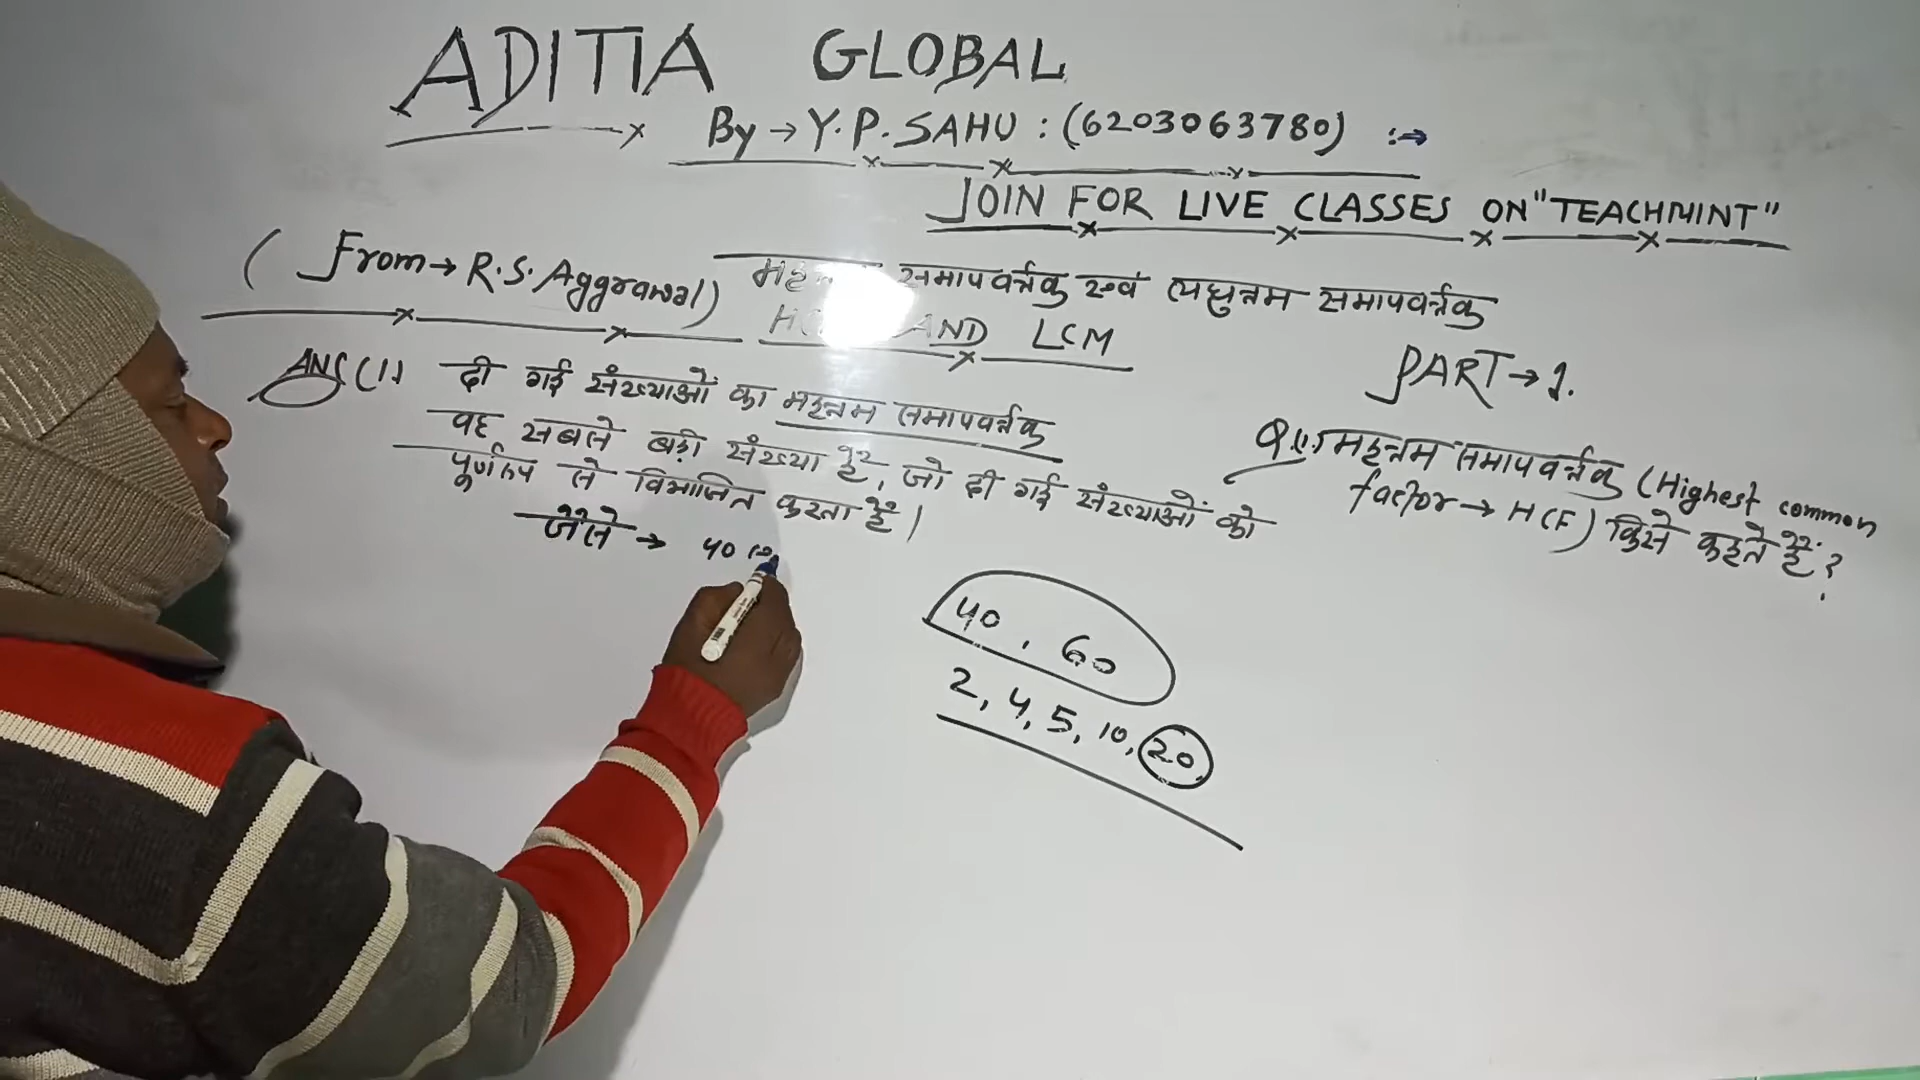 ADITIA GLOBAL
By → Y.P. SAHU : (6203063780) :⇒
JOIN FOR LIVE CLASSES ON "TEACHMINT"
(From → R.S. Aggrawal) समापवर्त्तक एवं लघुत्तम समापवर्त्तक
AND LCM
PART → 1.
Q.(1). महत्तम समापवर्त्तक (Highest common
factor → HCF) किसे कहते हैं?
ANS (1). दी गई संख्याओं का महत्तम समापवर्त्तक
वह सबसे बड़ी संख्या है, जो दी गई संख्याओं को
पूर्णरूप से विभाजित करता है।
जैसे → 40
40, 60
2, 4, 5, 10, 20